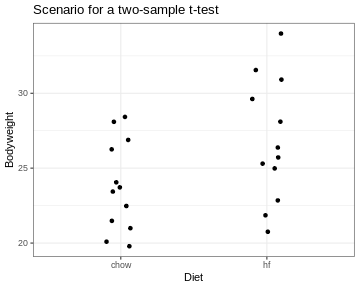 Scenario for a two-sample t-test
Bodyweight
30
25
20
chow
hf
Diet